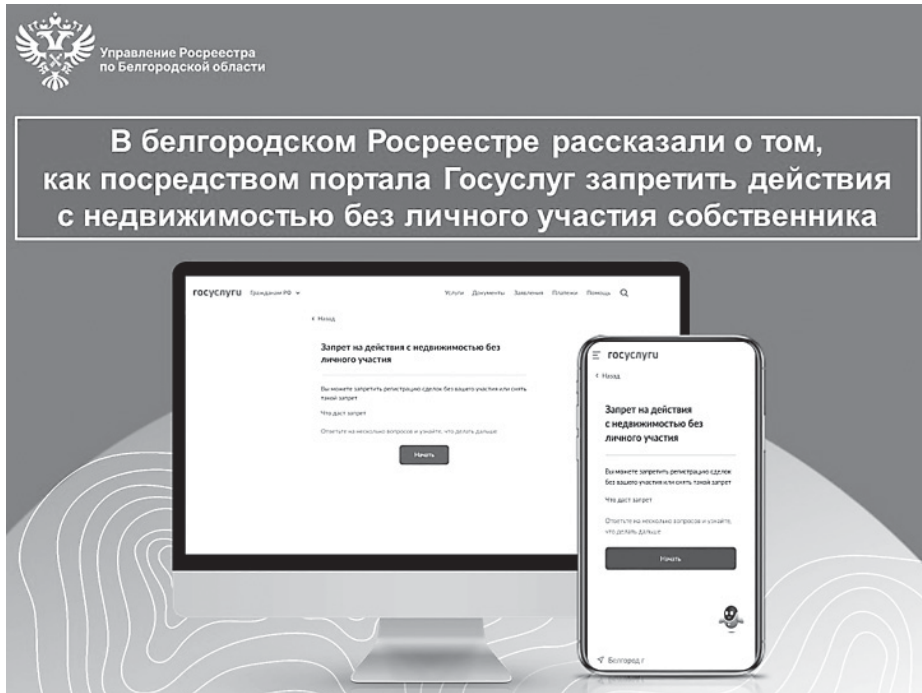 Управление Росреестра
по Белгородской области
В белгородском Росреестре рассказали о том,
как посредством портала Госуслуг запретить действия
с недвижимостью без личного участия собственника
госуслуги Гражданам РФ Услуги Документы Заявления Платежи Помощь
Назад
Запрет на действия с недвижимостью без
личного участия
Вы можете запретить регистрацию сделок без вашего участия или снять
такой запрет
Что даст запрет
Ответьте на несколько вопросов и узнайте, что делать дальше
Начать
госуслуги
Назад
Запрет на действия
с недвижимостью без
личного участия
Вы можете запретить регистрацию сделок
без вашего участия или снять такой запрет
Что даст запрет
Ответьте на несколько вопросов и узнайте,
что делать дальше
Начать
Белгород г